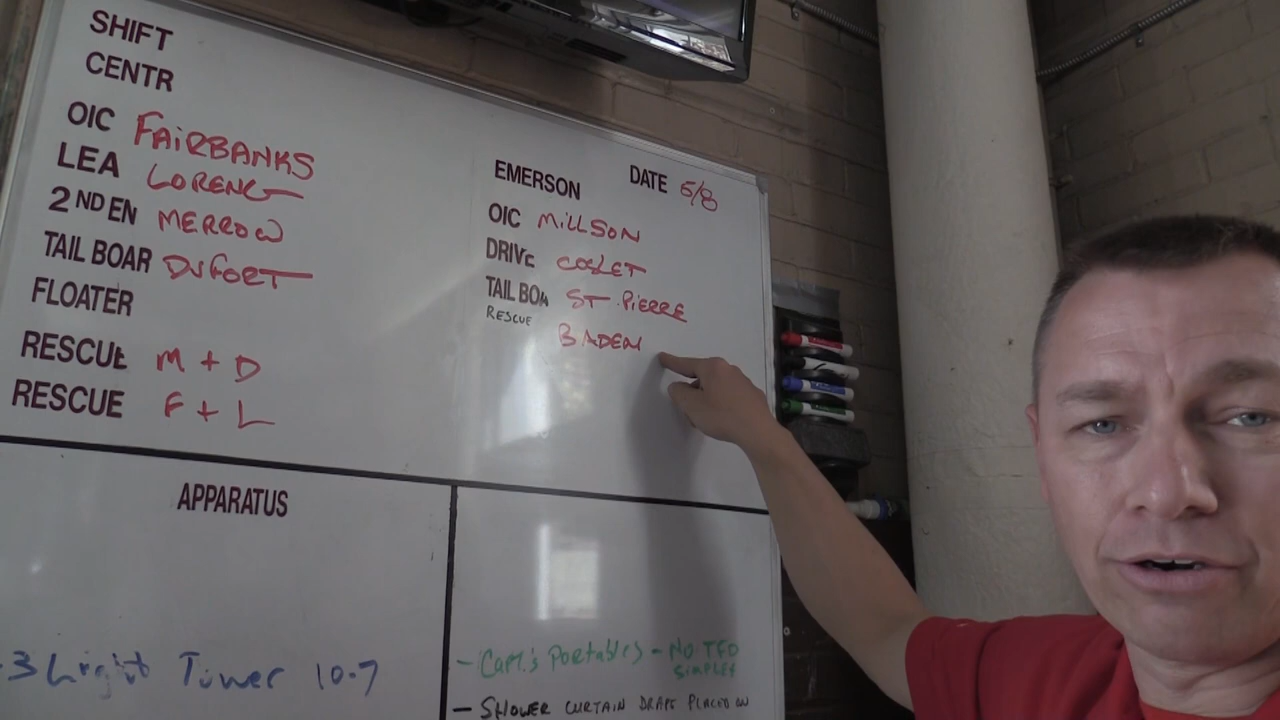 SHIFT
CENTR
OIC FAiRBANKS
LEA LORENG
2ND EN MERROW
TAIL BOAR DUFORT
FLOATER
RESCUE M + D
RESCUE F + L
EMERSON DATE 6/8
OIC MiLLSON
DRIVE COSLET
TAIL BOA ST. PiERRE
RESCUE
BADEN
APPARATUS
-3 Light Tower 10-7
- CAPT.'s PortabLes - NO TFD
SimpLex
- SHOWER CURTAIN DRAPE PLACED ON